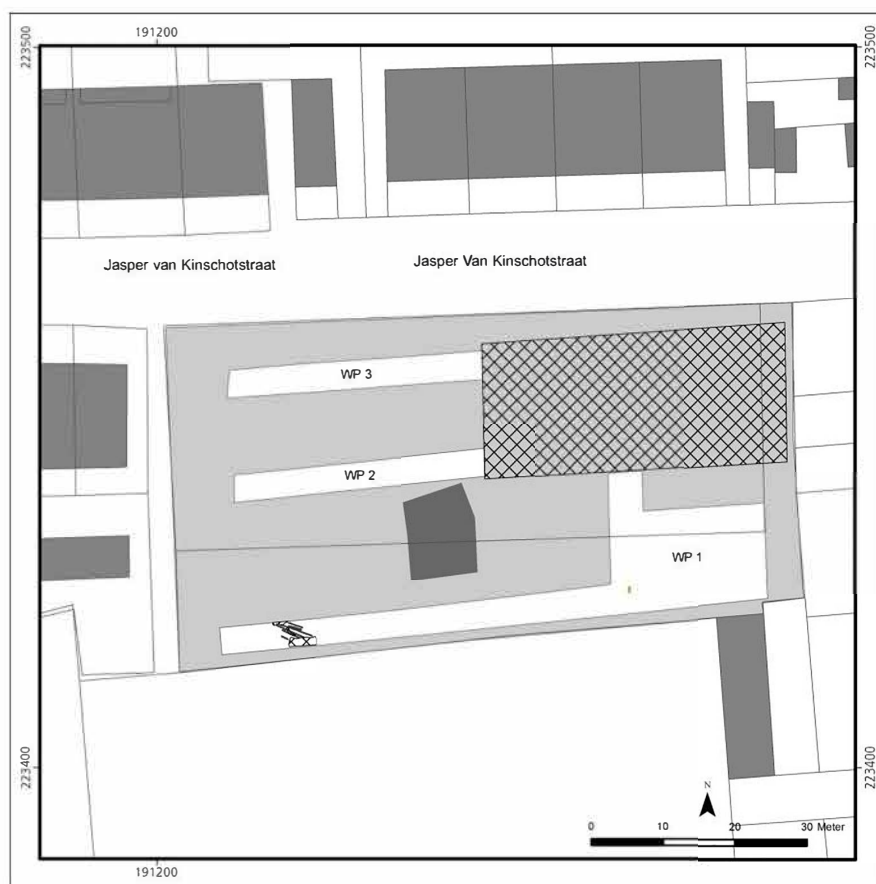 191200
223500
223500
Jasper van Kinschotstraat
Jasper Van Kinschotstraat
WP 3
WP 2
WP 1
223400
223400
N
0 10 20 30 Meter
191200